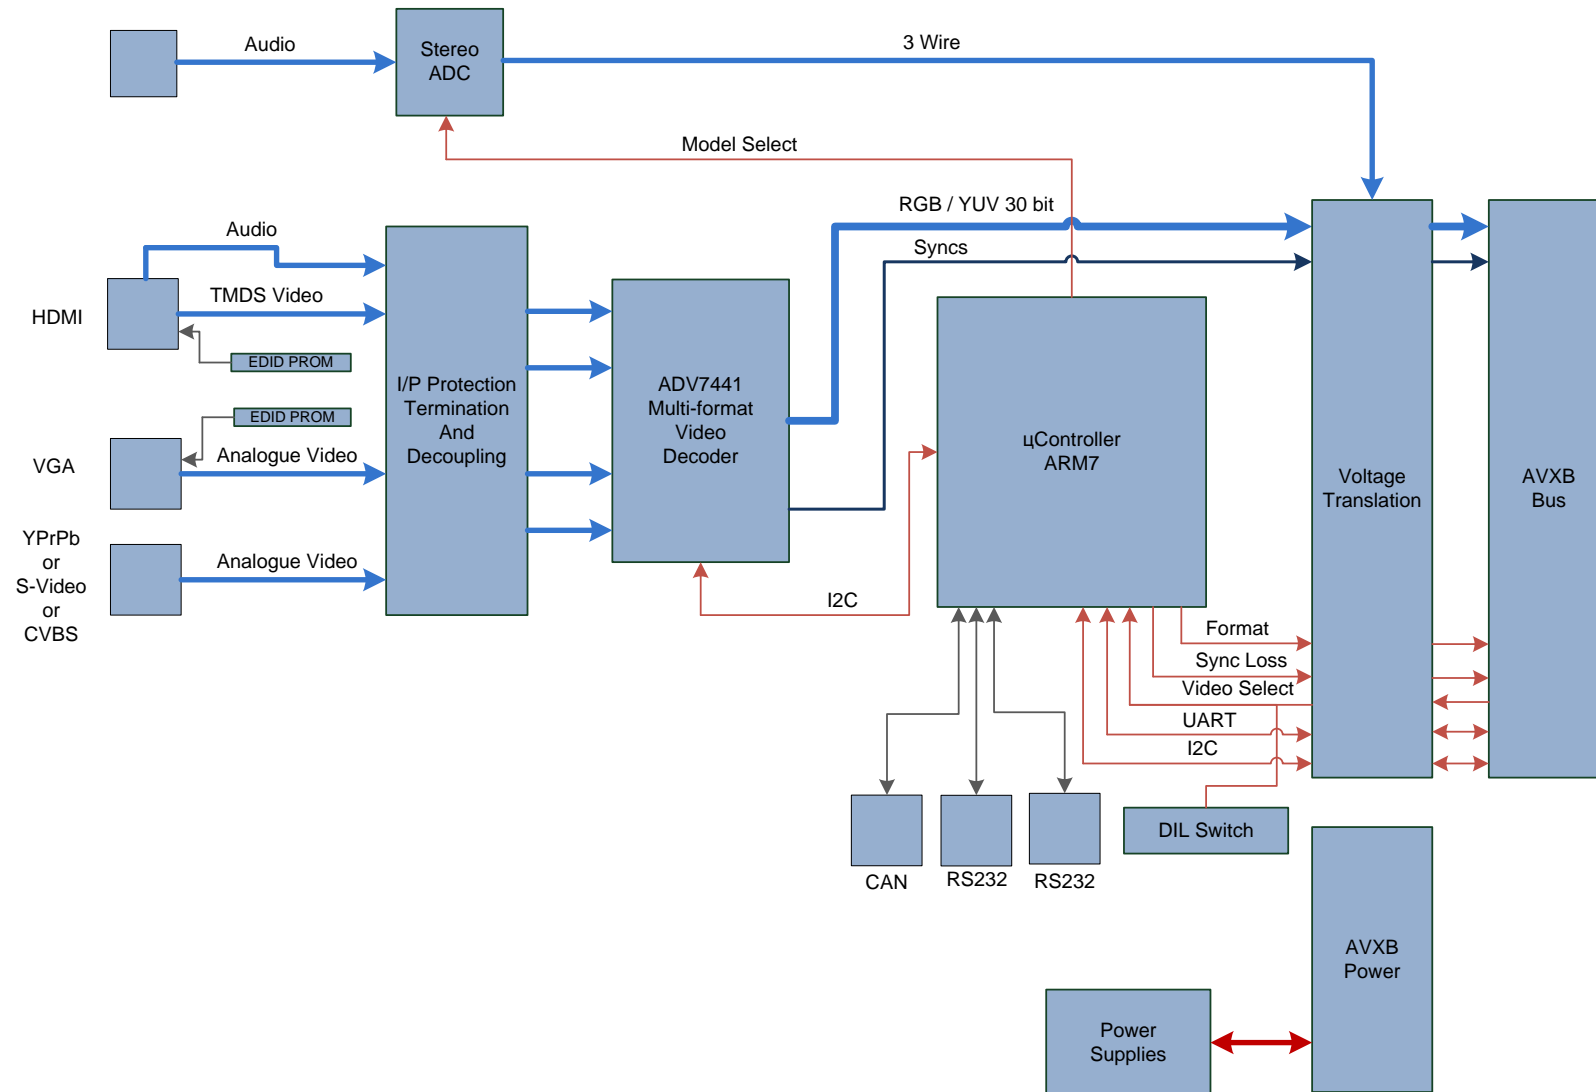 Audio
Stereo
ADC
3 Wire
Model Select
RGB / YUV 30 bit
Syncs
Audio
TMDS Video
HDMI
EDID PROM
EDID PROM
VGA
Analogue Video
YPrPb
or
S-Video
or
CVBS
Analogue Video
I/P Protection
Termination
And
Decoupling
ADV7441
Multi-format
Video
Decoder
I2C
µController
ARM7
Format
Sync Loss
Video Select
UART
I2C
Voltage
Translation
AVXB
Bus
CAN
RS232
RS232
DIL Switch
AVXB
Power
Power
Supplies